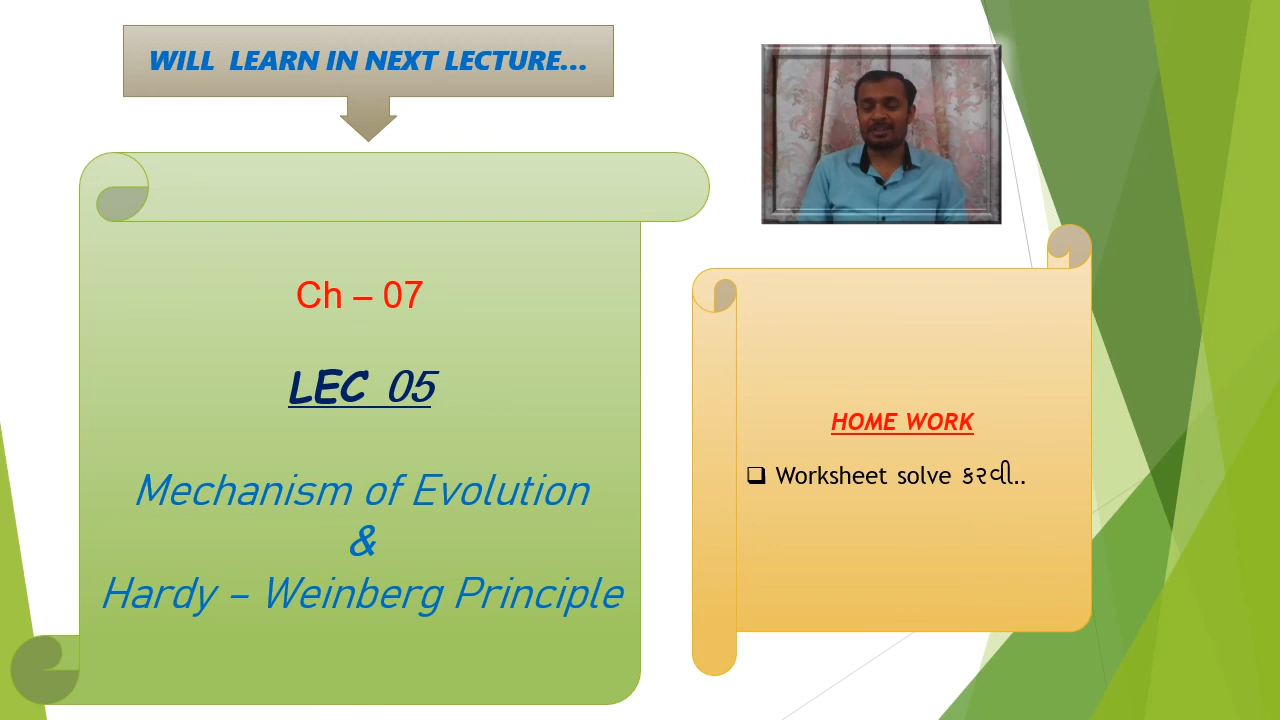 WILL LEARN IN NEXT LECTURE...
Ch – 07
LEC 05
Mechanism of Evolution
&
Hardy – Weinberg Principle
HOME WORK
❑ Worksheet solve કરવી..